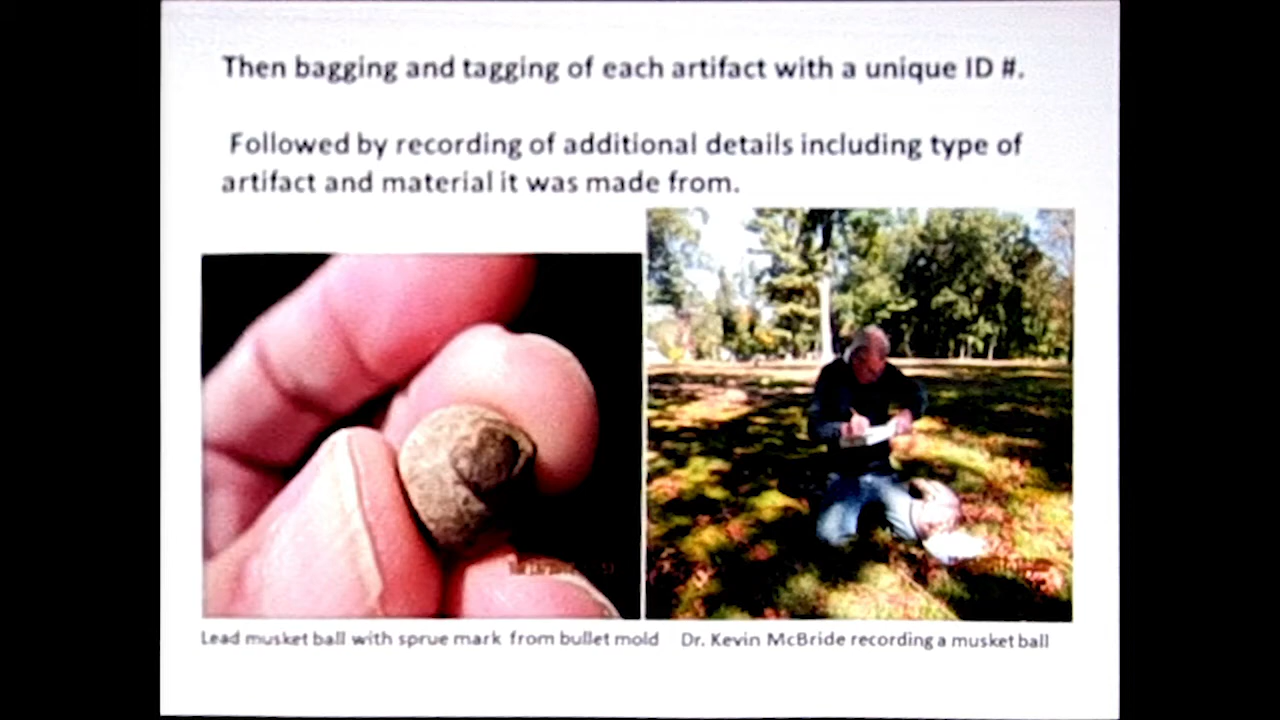 Then bagging and tagging of each artifact with a unique ID #.
Followed by recording of additional details including type of
artifact and material it was made from.
Lead musket ball with sprue mark from bullet mold
Dr. Kevin McBride recording a musket ball